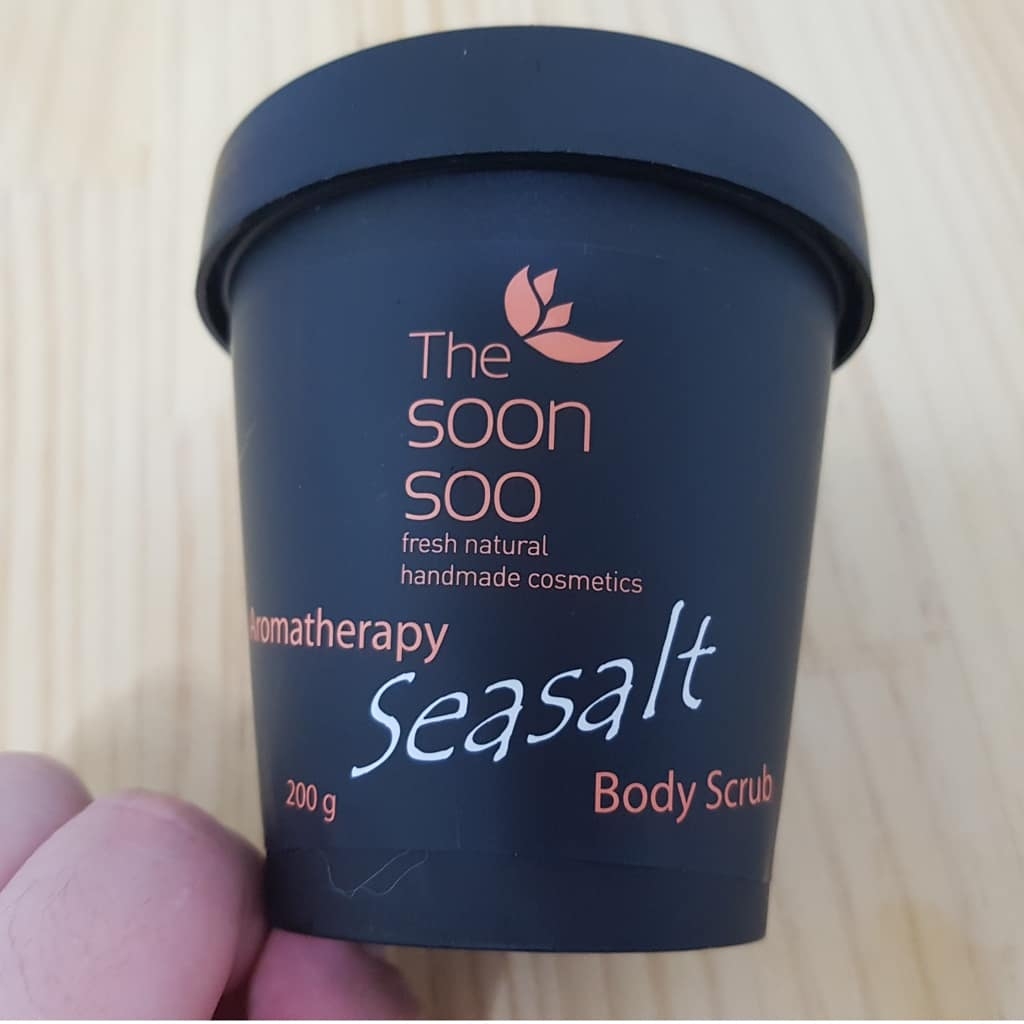 The
soon
soo
fresh natural
handmade cosmetics
Aromatherapy
Seasalt
200 g
Body Scrub